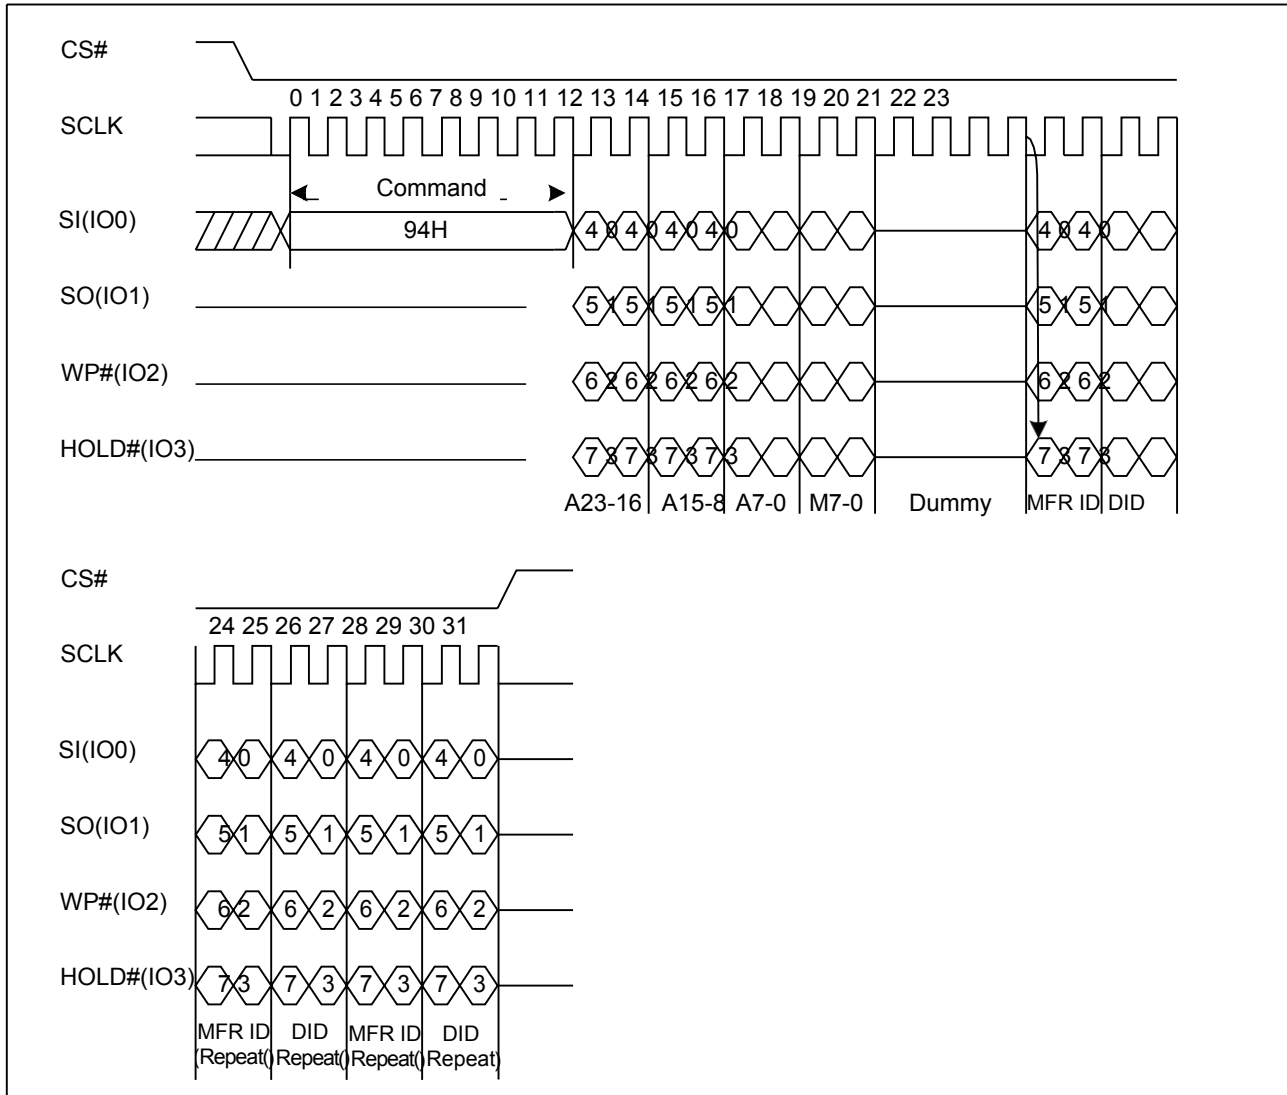 CS#
0 1 2 3 4 5 6 7 8 9 10 11 12 13 14 15 16 17 18 19 20 21 22 23
SCLK
Command
SI(IO0)
94H
4 0 4 0 4 0 4 0
4 0 4 0
SO(IO1)
5 1 5 1 5 1 5 1
5 1 5 1
WP#(IO2)
6 2 6 2 6 2 6 2
6 2 6 2
HOLD#(IO3)
7 3 7 3 7 3 7 3
7 3 7 3
A23-16 A15-8 A7-0 M7-0 Dummy MFR ID DID
CS#
24 25 26 27 28 29 30 31
SCLK
SI(IO0)
4 0 4 0 4 0 4 0
SO(IO1)
5 1 5 1 5 1 5 1
WP#(IO2)
6 2 6 2 6 2 6 2
HOLD#(IO3)
7 3 7 3 7 3 7 3
MFR ID DID MFR ID DID
(Repeat() Repeat() Repeat() Repeat)